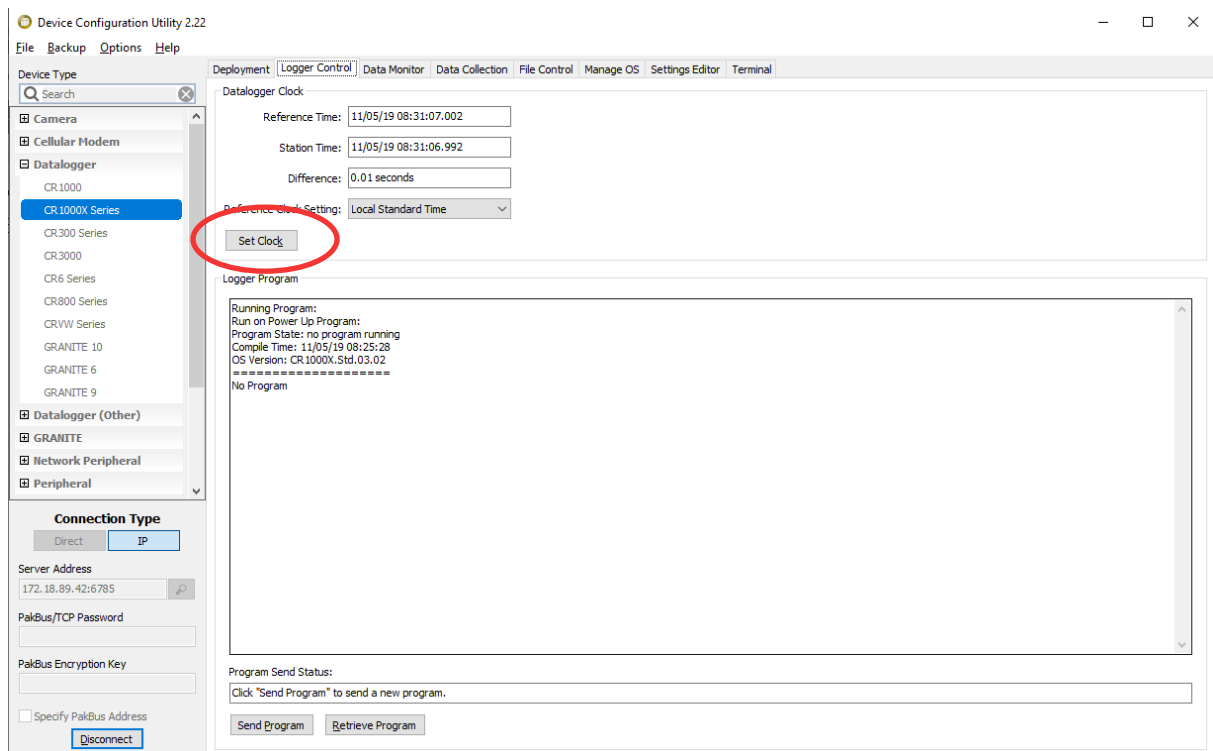 Device Configuration Utility 2.22
File Backup Options Help
Device Type
Search
Camera
Cellular Modem
Datalogger
CR1000
CR1000X Series
CR300 Series
CR3000
CR6 Series
CR800 Series
CRVW Series
GRANITE 10
GRANITE 6
GRANITE 9
Datalogger (Other)
GRANITE
Network Peripheral
Peripheral
Connection Type
Direct IP
Server Address
172.18.89.42:6785
PakBus/TCP Password
PakBus Encryption Key
Specify PakBus Address
Disconnect
Deployment Logger Control Data Monitor Data Collection File Control Manage OS Settings Editor Terminal
Datalogger Clock
Reference Time: 11/05/19 08:31:07.002
Station Time: 11/05/19 08:31:06.992
Difference: 0.01 seconds
Reference Clock Setting: Local Standard Time
Set Clock
Logger Program
Running Program:
Run on Power Up Program:
Program State: no program running
Compile Time: 11/05/19 08:25:28
OS Version: CR1000X.Std.03.02
====================
No Program
Program Send Status:
Click "Send Program" to send a new program.
Send Program Retrieve Program